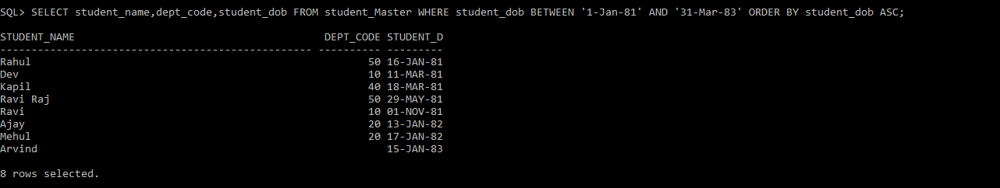 SQL> SELECT student_name,dept_code,student_dob FROM student_Master WHERE student_dob BETWEEN '1-Jan-81' AND '31-Mar-83' ORDER BY student_dob ASC;
STUDENT_NAME                                        DEPT_CODE STUDENT_D
-------------------------------------------------- ---------- ---------
Rahul                                                      50 16-JAN-81
Dev                                                        10 11-MAR-81
Kapil                                                      40 18-MAR-81
Ravi Raj                                                   50 29-MAY-81
Ravi                                                       10 01-NOV-81
Ajay                                                       20 13-JAN-82
Mehul                                                      20 17-JAN-82
Arvind                                                        15-JAN-83
8 rows selected.